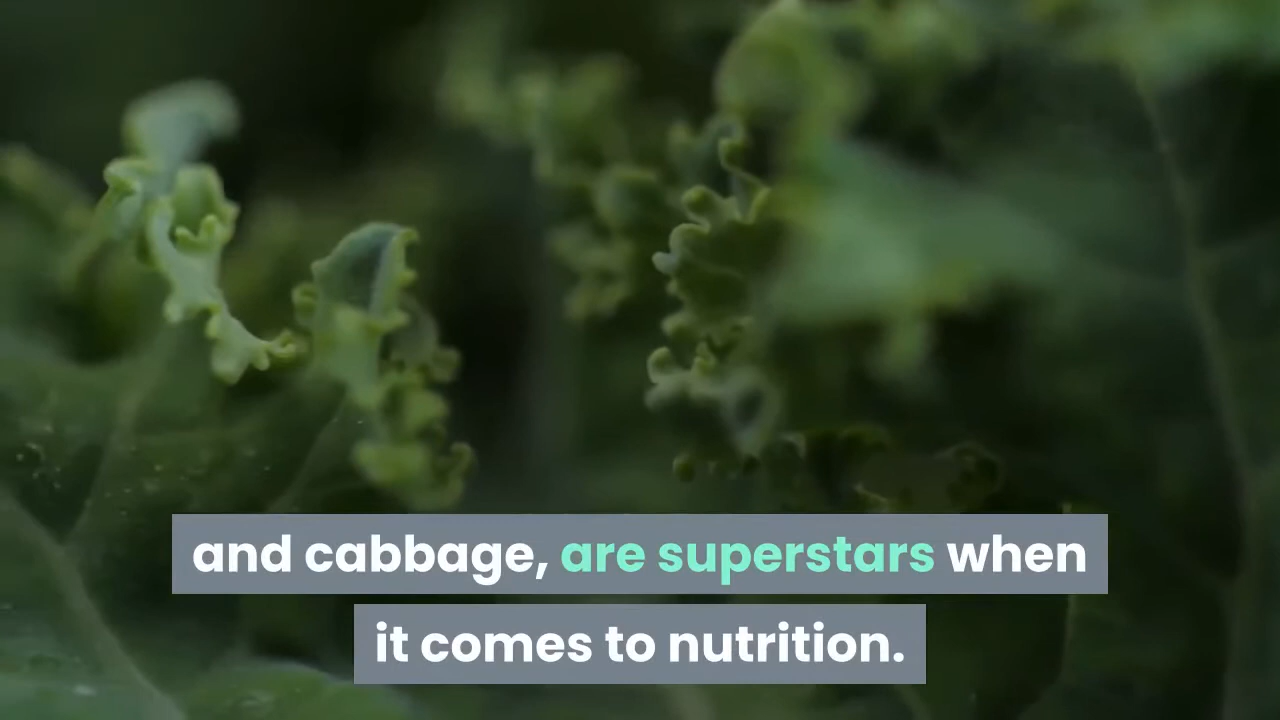 and cabbage, are superstars when
it comes to nutrition.